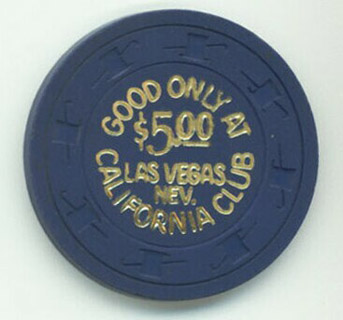 GOOD ONLY AT
$5.00
LAS VEGAS
NEV.
CALIFORNIA CLUB